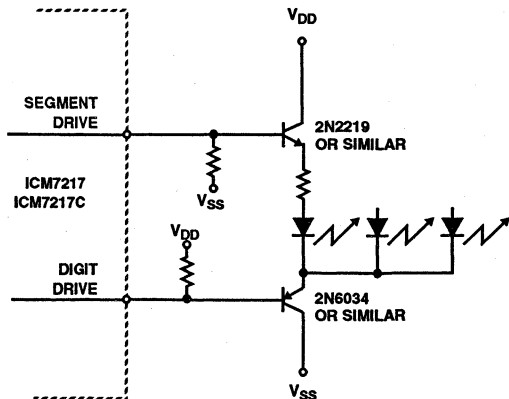 VDD
SEGMENT
DRIVE
2N2219
OR SIMILAR
ICM7217
ICM7217C
VSS
VDD
DIGIT
DRIVE
2N6034
OR SIMILAR
VSS